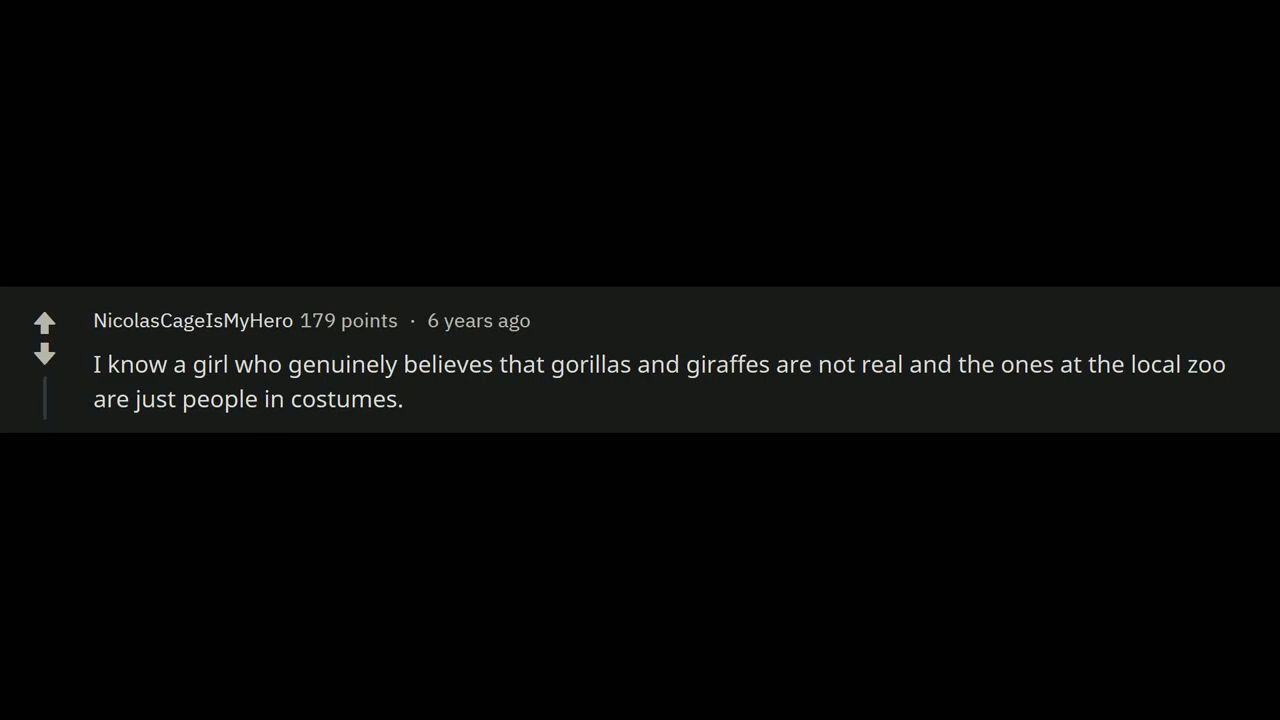 NicolasCageIsMyHero 179 points · 6 years ago
I know a girl who genuinely believes that gorillas and giraffes are not real and the ones at the local zoo
are just people in costumes.